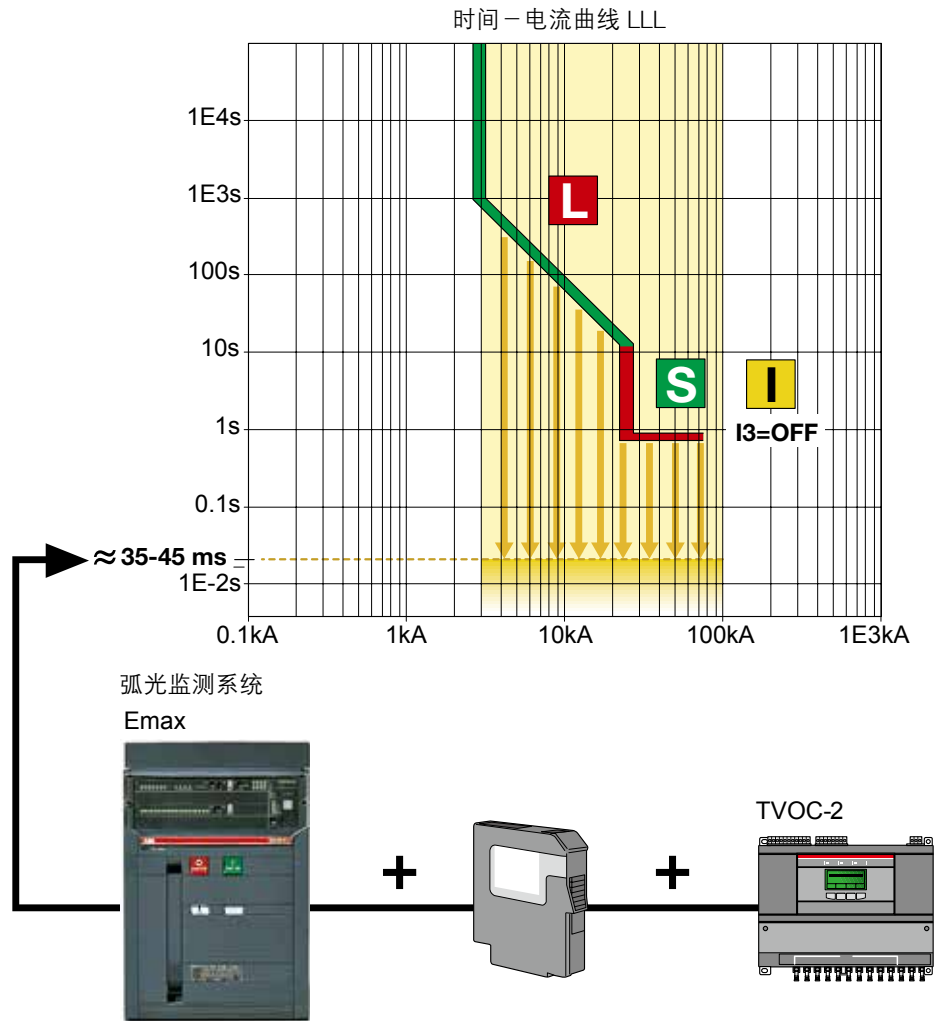 时间－电流曲线 LLL
1E4s
1E3s
L
100s
10s
S
I
1s
I3=OFF
0.1s
≈ 35-45 ms
1E-2s
0.1kA 1kA 10kA 100kA 1E3kA
弧光监测系统
Emax
TVOC-2
+ +